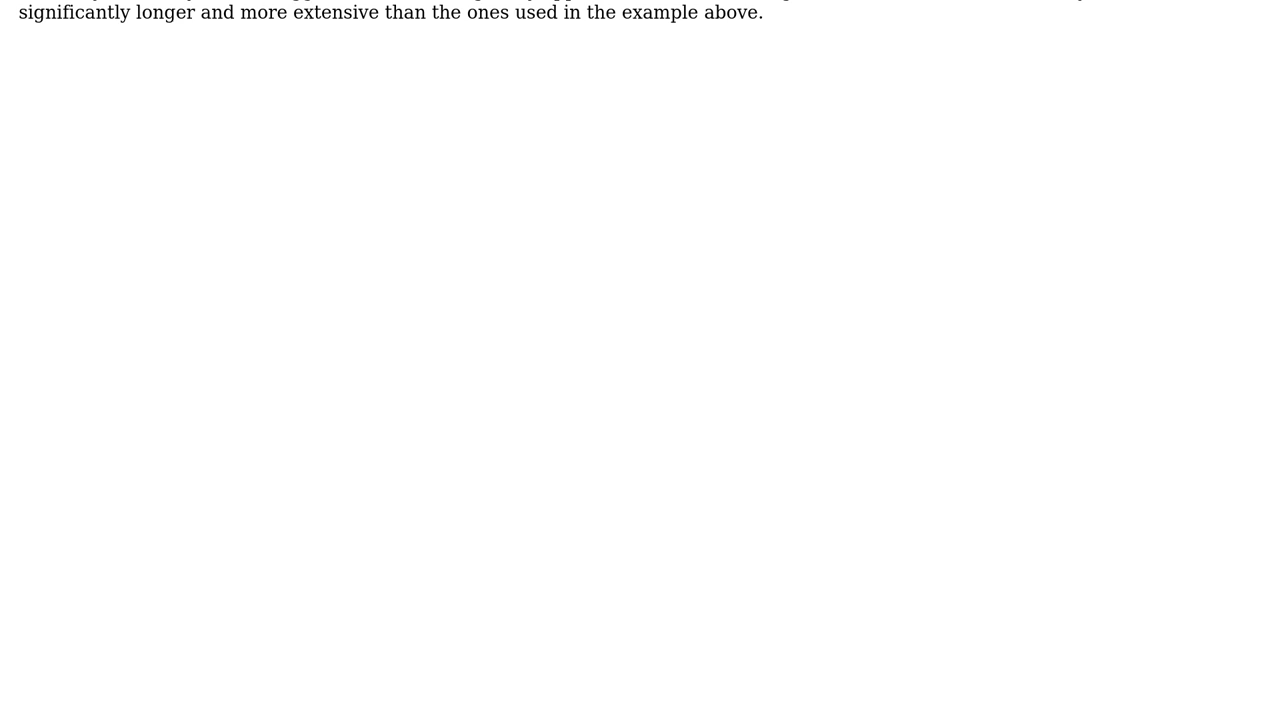 significantly longer and more extensive than the ones used in the example above.